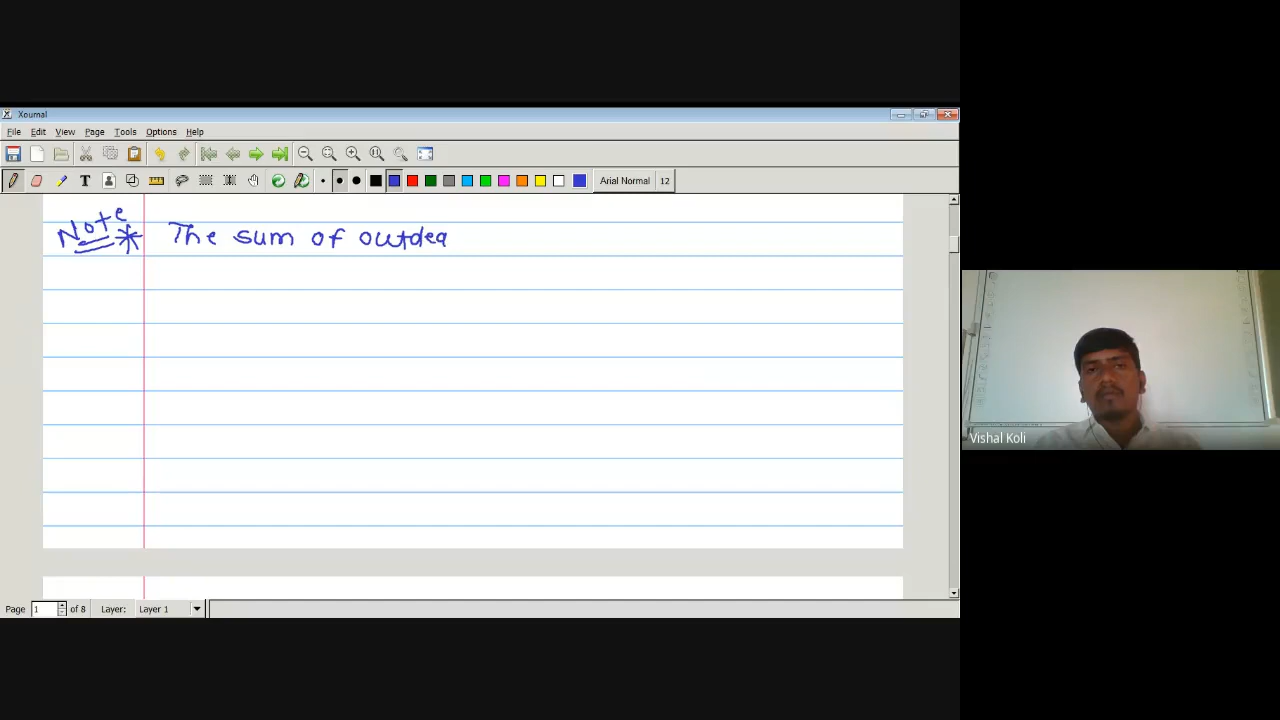 Xournal
File Edit View Page Tools Options Help
Arial Normal 12
Note * The sum of outdea
Vishal Koli
Page 1 of 8 Layer: Layer 1